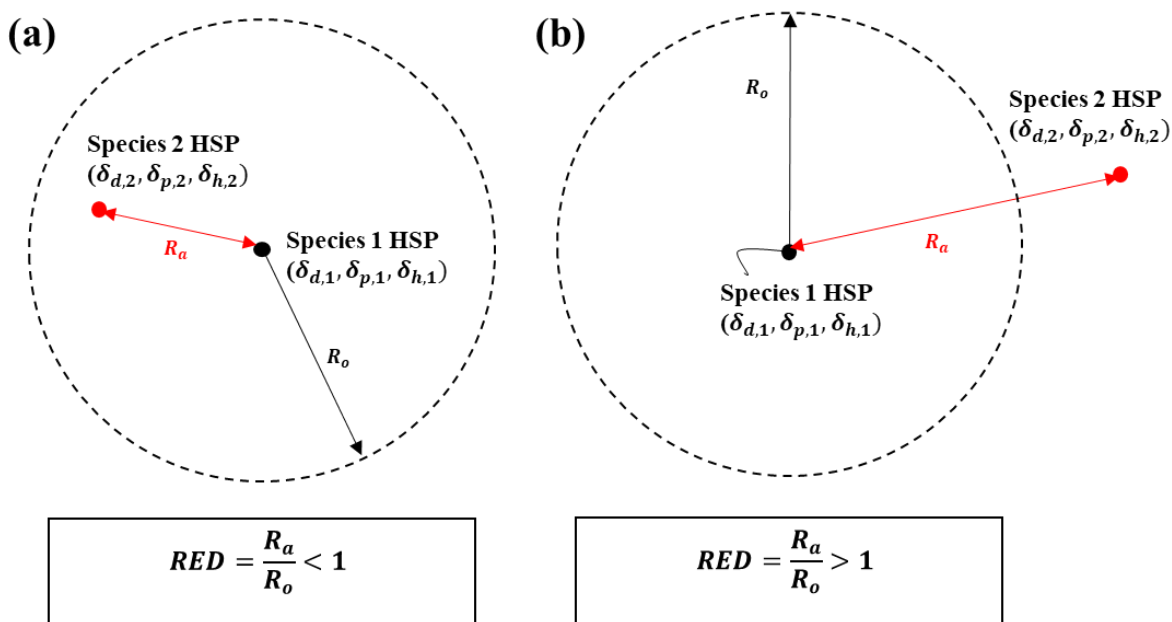 (a)
Species 2 HSP
(δd,2, δp,2, δh,2)
Ra
Species 1 HSP
(δd,1, δp,1, δh,1)
Ro
RED = Ra/Ro < 1
(b)
Ro
Species 2 HSP
(δd,2, δp,2, δh,2)
Ra
Species 1 HSP
(δd,1, δp,1, δh,1)
RED = Ra/Ro > 1